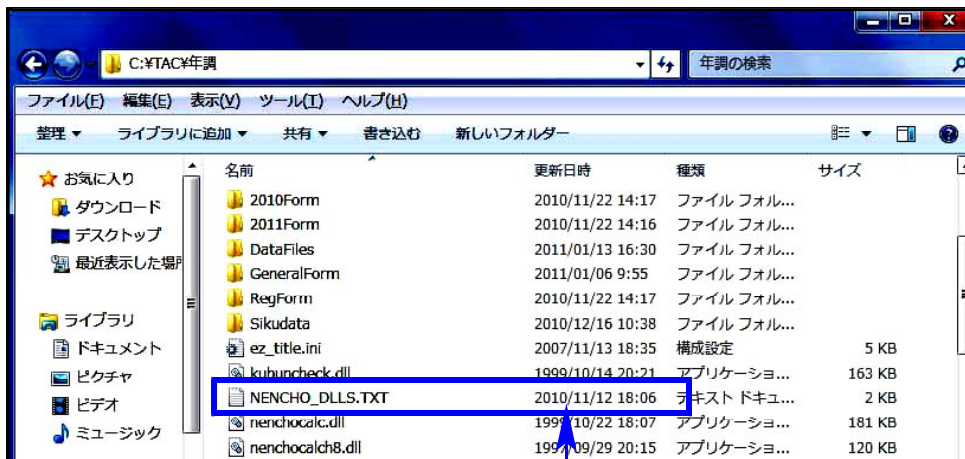 C:¥TAC¥年調
年調の検索
ファイル(F) 編集(E) 表示(V) ツール(T) ヘルプ(H)
整理 ライブラリに追加 共有 書き込む 新しいフォルダー
名前 更新日時 種類 サイズ
お気に入り
ダウンロード
デスクトップ
最近表示した場所
ライブラリ
ドキュメント
ピクチャ
ビデオ
ミュージック
2010Form 2010/11/22 14:17 ファイル フォル...
2011Form 2010/11/22 14:16 ファイル フォル...
DataFiles 2011/01/13 16:30 ファイル フォル...
GeneralForm 2011/01/06 9:55 ファイル フォル...
RegForm 2010/11/22 14:17 ファイル フォル...
Sikudata 2010/12/16 10:38 ファイル フォル...
ez_title.ini 2007/11/13 18:35 構成設定 5 KB
kubuncheck.dll 1999/10/14 20:21 アプリケーショ... 163 KB
NENCHO_DLLS.TXT 2010/11/12 18:06 テキスト ドキュ... 2 KB
nenchocalc.dll 1999/10/22 18:07 アプリケーショ... 181 KB
nenchocalch8.dll 1997/09/29 20:15 アプリケーショ... 120 KB